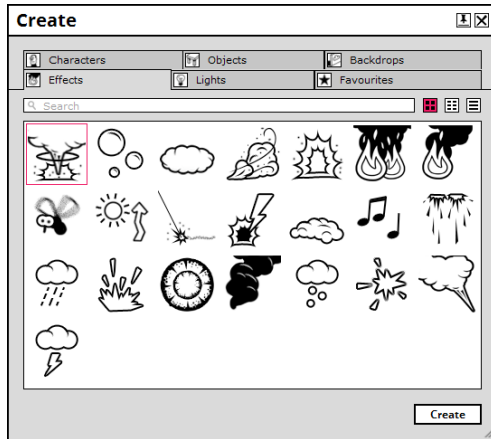 Create
Characters
Objects
Backdrops
Effects
Lights
Favourites
Search
Create